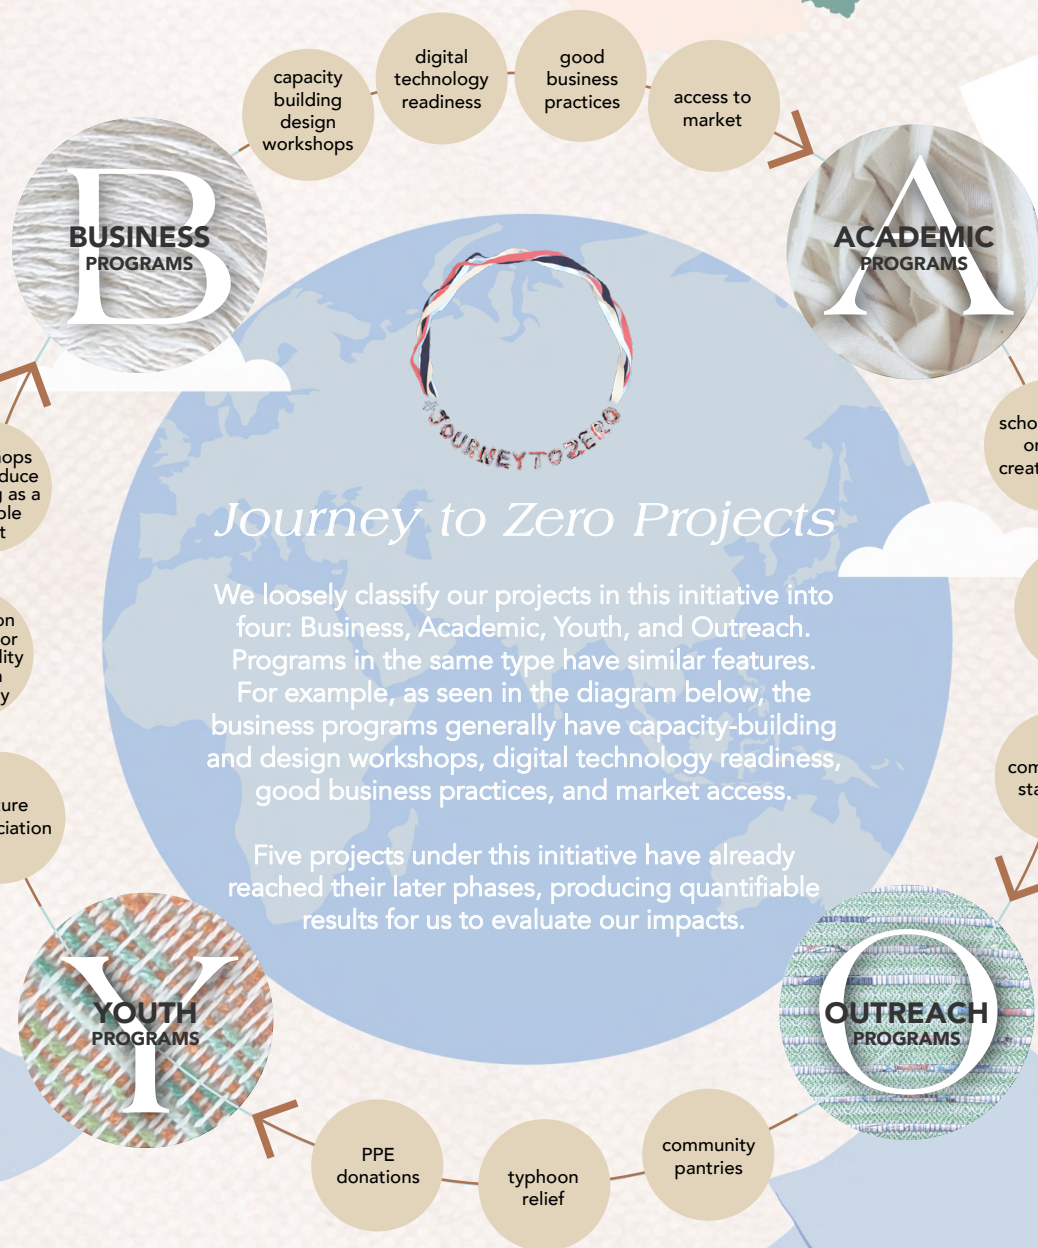 capacity
building
design
workshops
digital
technology
readiness
good
business
practices
access to
market
B
BUSINESS
PROGRAMS
A
ACADEMIC
PROGRAMS
#JOURNEYTOZERO
Journey to Zero Projects
We loosely classify our projects in this initiative into
four: Business, Academic, Youth, and Outreach.
Programs in the same type have similar features.
For example, as seen in the diagram below, the
business programs generally have capacity-building
and design workshops, digital technology readiness,
good business practices, and market access.
Five projects under this initiative have already
reached their later phases, producing quantifiable
results for us to evaluate our impacts.
as a
Y
YOUTH
PROGRAMS
O
OUTREACH
PROGRAMS
PPE
donations
typhoon
relief
community
pantries